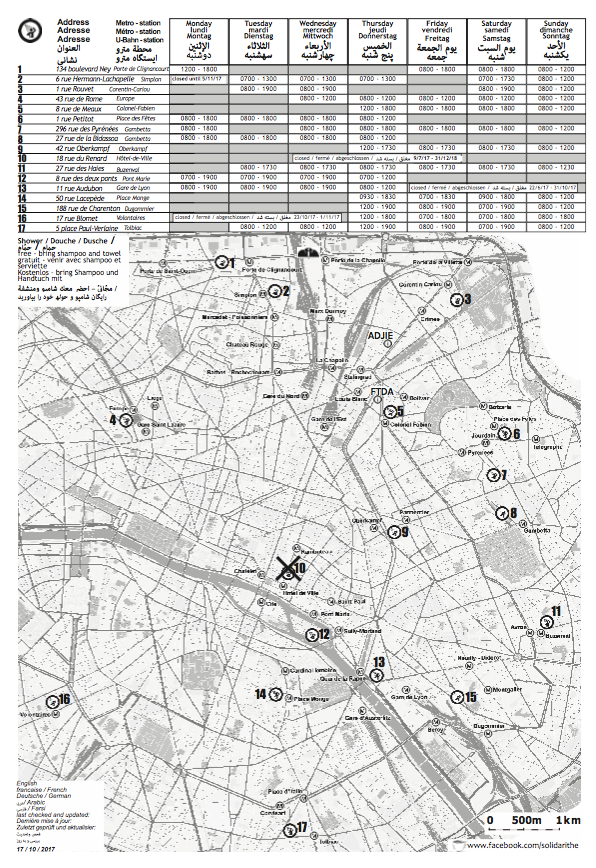 Address Metro - station Monday Tuesday Wednesday Thursday Friday Saturday Sunday
Adresse Métro - station lundi mardi mercredi jeudi vendredi samedi dimanche
Adresse U-Bahn - station Montag Dienstag Mittwoch Donnerstag Freitag Samstag Sonntag
العنوان محطة مترو الإثنين الثلاثاء الأربعاء الخميس يوم الجمعة يوم السبت الأحد
نشانی ایستگاه مترو دوشنبه سهشنبه چهارشنبه پنج شنبه جمعه شنبه یکشنبه
1 134 boulevard Ney Porte de Clignancourt 1200 - 1800 0800 - 1800 0800 - 1800 0800 - 1200
2 6 rue Hermann-Lachapelle Simplon closed until 5/11/17 0700 - 1300 0700 - 1300 0700 - 1300 0700 - 1730 0800 - 1200
3 1 rue Rouvet Corentin-Cariou 0800 - 1900 0800 - 1900 0800 - 1900 0800 - 1200
4 43 rue de Rome Europe 0800 - 1200 0700 - 1200 0800 - 1200 0800 - 1800 0800 - 1200
5 8 rue de Meaux Colonel-Fabien 1200 - 1800 0800 - 1800 0800 - 1800 0800 - 1200
6 1 rue Petitot Place des Fêtes 0800 - 1800 0800 - 1800 0800 - 1200
7 296 rue des Pyrénées Gambetta 0800 - 1800 0800 - 1800 0800 - 1800 0800 - 1800 0800 - 1800 0800 - 1200
8 27 rue de la Bidassoa Gambetta 0800 - 1800 0800 - 1800 0800 - 1200
9 42 rue Oberkampf Oberkampf 1200 - 1730 0800 - 1730 0800 - 1730 0800 - 1200
10 18 rue du Renard Hôtel-de-Ville closed / fermé / abgeschlossen / مغلق / بسته شد 9/7/17 - 31/12/18
11 27 rue des Haies Buzenval 0800 - 1730 0800 - 1730 0800 - 1730 0800 - 1730 0800 - 1800 0800 - 1230
12 8 rue des deux ponts Pont Marie 0700 - 1900 0700 - 1900 0700 - 1200
13 11 rue Audubon Gare de Lyon 0800 - 1200 0800 - 1200 0800 - 1200 closed / fermé / abgeschlossen / مغلق / بسته شد 22/6/17 - 31/10/17
14 50 rue Lacepède Place Monge 0930 - 1830 0700 - 1830 0700 - 1830 0800 - 1200
15 188 rue de Charenton Dugommier 0800 - 1800 0800 - 1800 0800 - 1800 0800 - 1200
16 17 rue Blomet Volontaires closed / fermé / abgeschlossen / مغلق / بسته شد 23/10/17 - 1/11/17 1200 - 1800 0700 - 1900 0700 - 1900 0800 - 1200
17 5 place Paul-Verlaine Tolbiac 0800 - 1200 1200 - 1900 0800 - 1900 0800 - 1900 0800 - 1900 0800 - 1200
Shower / Douche / Dusche /
حمام / حمام
free - bring shampoo and towel
gratuit - venir avec shampoo et
serviette
Kostenlos - bring Shampoo und
Handtuch mit
مجّانيّ - احضر معك شامبو ومنشفة /
رایگان شامپو و حوله خود را بیاورید
Porte de Saint-Ouen
1
Porte de Clignancourt
Porte de la Chapelle
Porte de la Villette
Simplon
2
Corentin Cariou
3
Marx Dormoy
Marcadet - Poissonniers
Crimée
Chateau Rouge
ADJIE
La Chapelle
Barbès - Rochechouart
Stalingrad
FTDA
Gare du Nord
Louis Blanc
Bolivar
Liège
Botzaris
Europe
5
Place des Fêtes
4
Gare Saint Lazare
Gare de l'Est
Colonel Fabien
Jourdain
6
Télégraphe
Pyrénées
7
8
Parmentier
Oberkampf
9
Gambetta
Rambuteau
Chatelet
10
Hôtel de Ville
Cité
Saint-Paul
Pont Marie
11
12
Sully-Morland
Avron
Buzenval
Reuilly - Diderot
Cardinal Lemoine
13
Quai de la Rapée
14
Place Monge
Gare de Lyon
Montgallet
15
16
Volontaires
Gare d'Austerlitz
Bercy
Dugommier
Place d'Italie
Corvisart
17
Tolbiac
English
francaise / French
Deutsche / German
عربي / Arabic
فارسی / Farsi
last checked and updated:
Dernière mise à jour:
Zuletzt geprüft und aktualisier:
17 / 10 / 2017
0 500m 1km
www.facebook.com/solidarithe